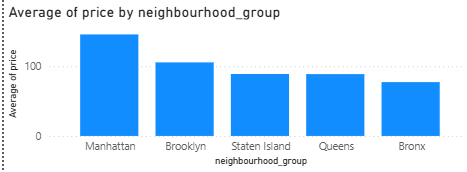 Average of price by neighbourhood_group
Average of price
100
0
Manhattan
Brooklyn
Staten Island
Queens
Bronx
neighbourhood_group